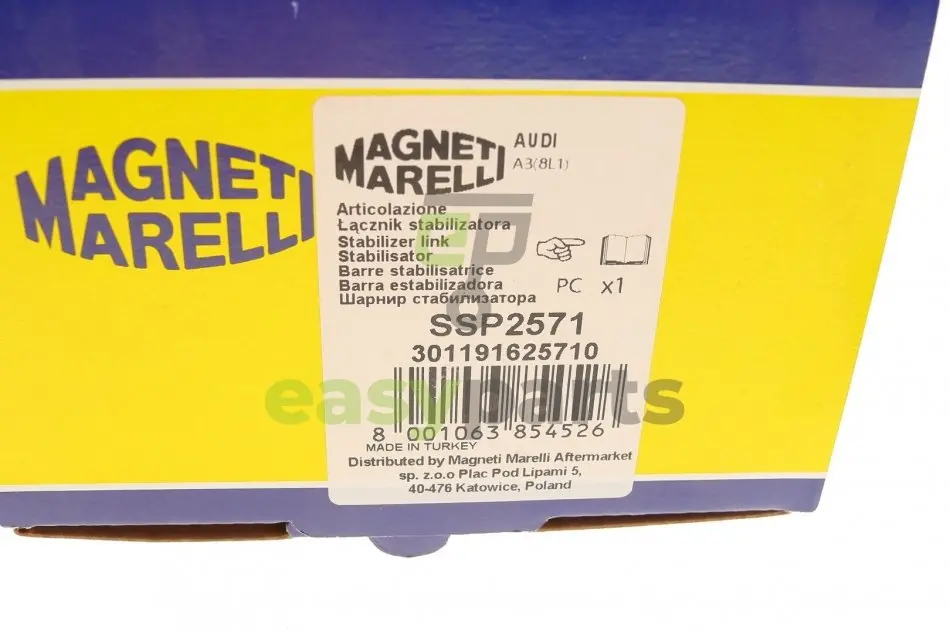 MAGNETI
MARELLI
MAGNETI
MARELLI
AUDI
A3(8L1)
Articolazione
Łącznik stabilizatora
Stabilizer link
Stabilisator
Barre stabilisatrice
Barra estabilizadora
Шарнир стабилизатора
PC x1
SSP2571
301191625710
8 001063 854526
MADE IN TURKEY
Distributed by Magneti Marelli Aftermarket
sp. z.o.o Plac Pod Lipami 5,
40-476 Katowice, Poland
ep
easyparts